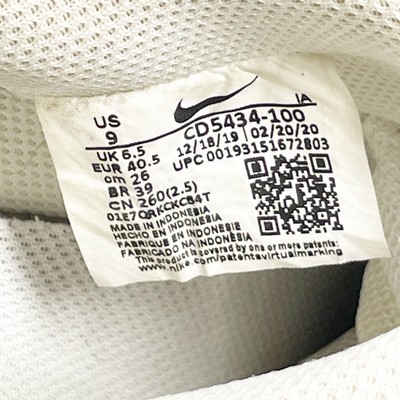 US
9
IA
CD5434-100
UK 6.5
12/18/19 02/20/20
EUR 40.5
UPC 00193151672803
cm 26
BR 39
CN 260(2.5)
01E7QRKCKCB4T
MADE IN INDONESIA
HECHO EN INDONESIA
FABRIQUE EN INDONESIE
FABRICADO NA INDONÉSIA
This product is covered by one or more patents:
www.nike.com/patentsvirtualmarking